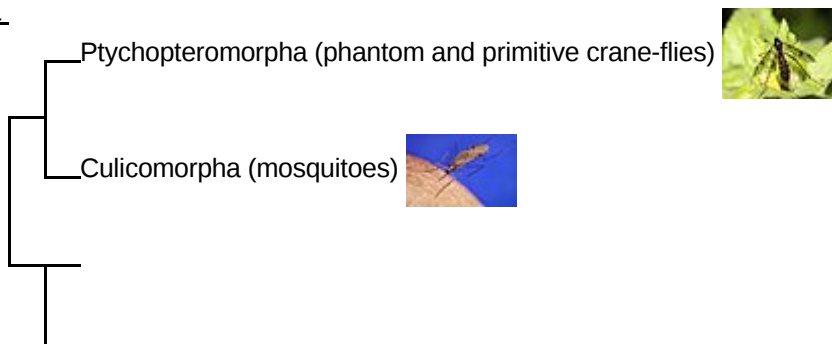 Ptychopteromorpha (phantom and primitive crane-flies)
Culicomorpha (mosquitoes)